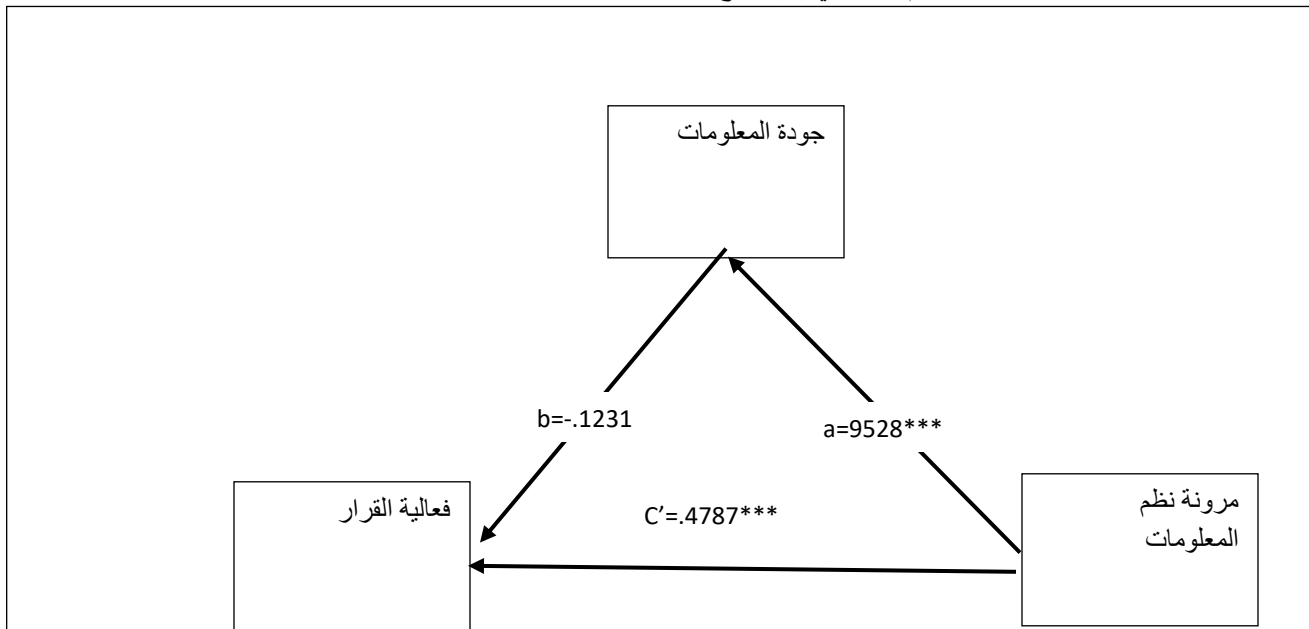 جودة المعلومات
b=-.1231
a=9528***
مرونة نظم
المعلومات
فعالية القرار
C’=.4787***